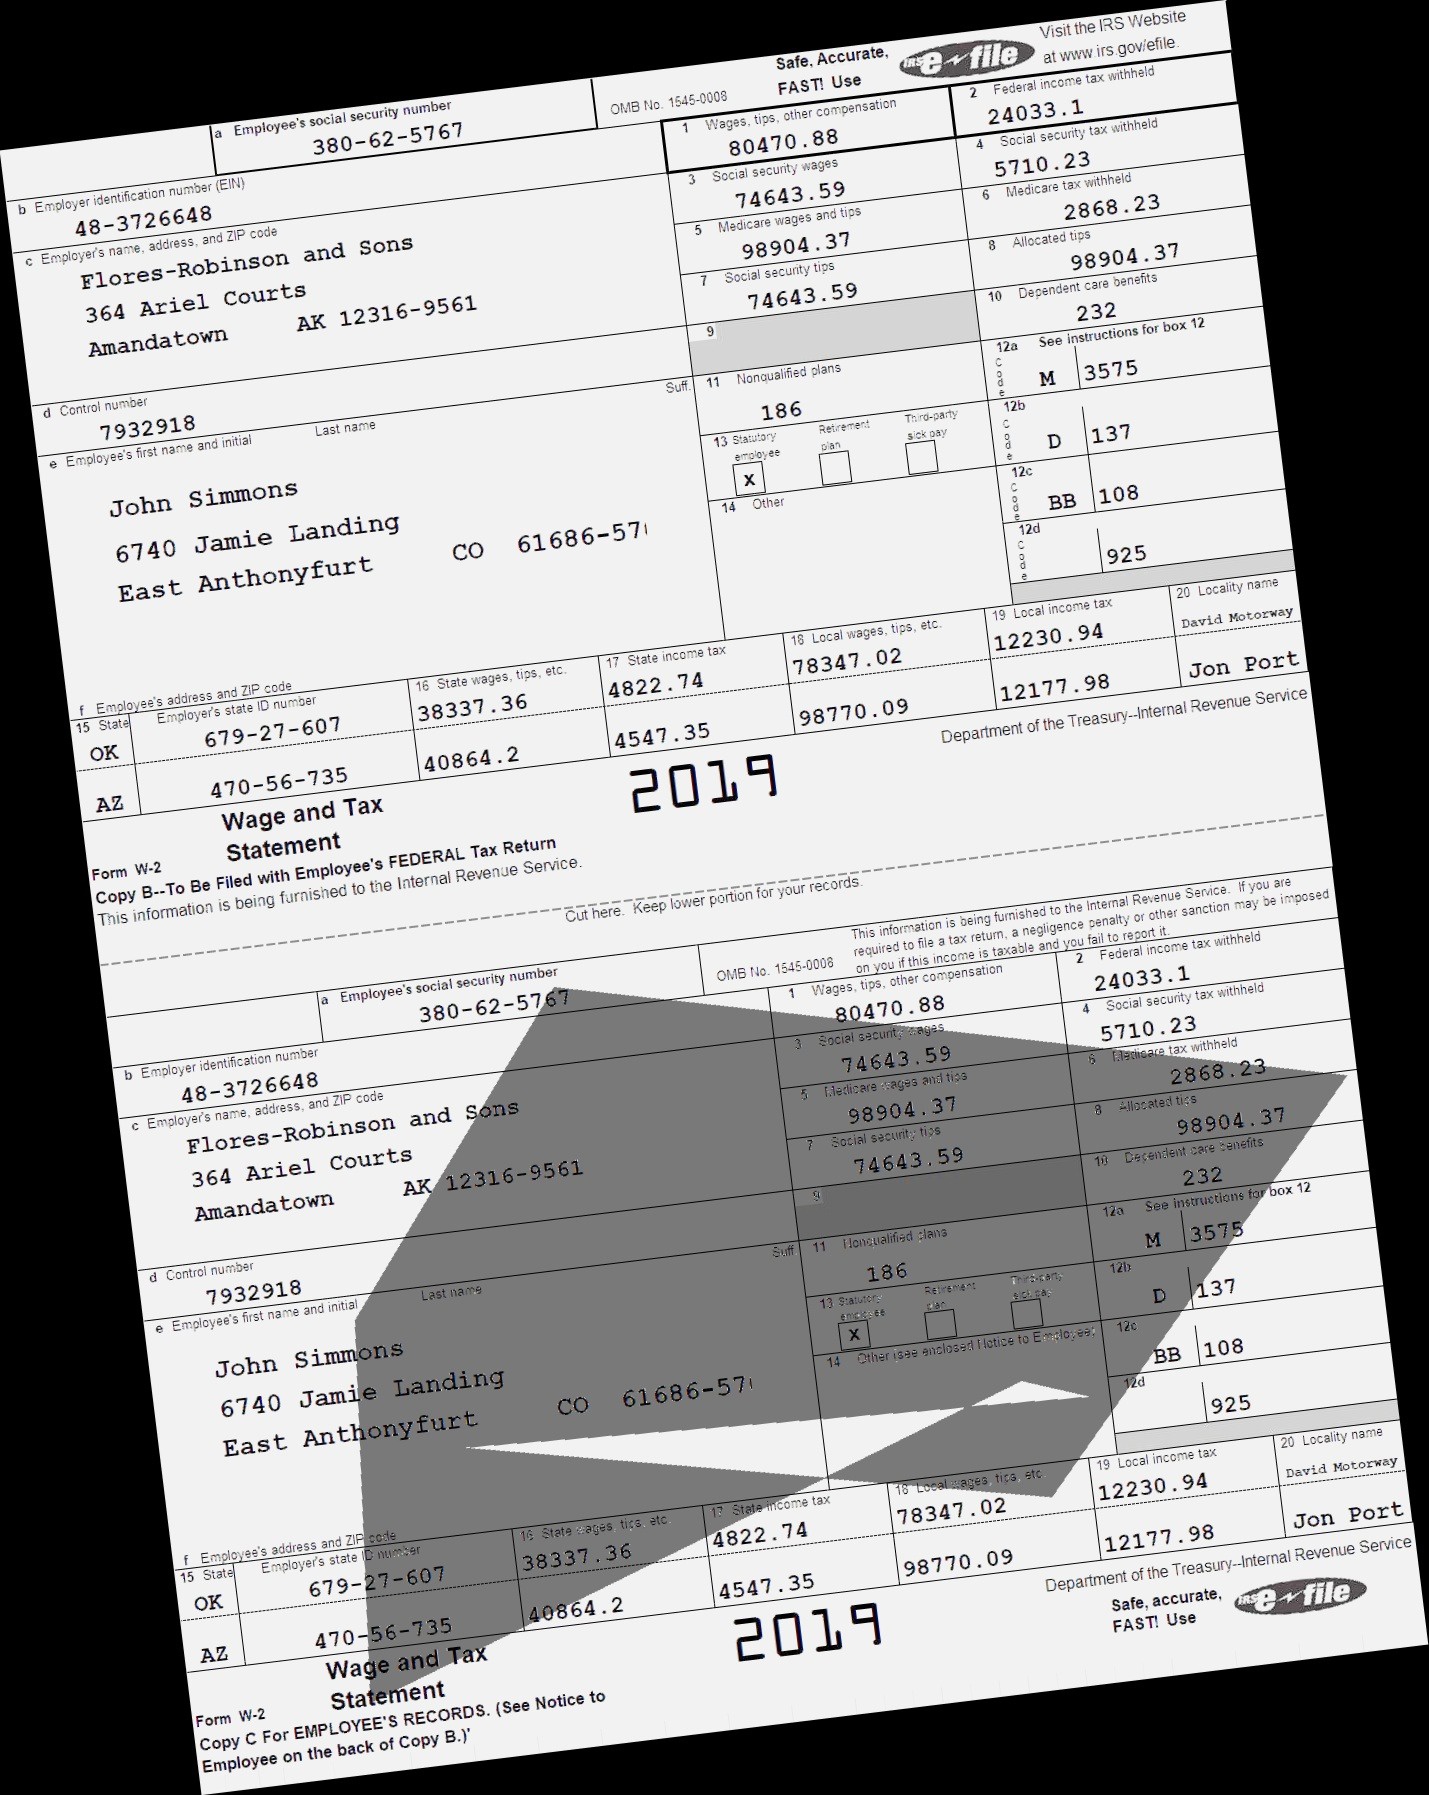 Safe, Accurate,
FAST! Use
IRS e-file
Visit the IRS Website
at www irs.gov/efile.
a Employee's social security number
380-62-5767
OMB No. 1545-0008
1 Wages, tips, other compensation
80470.88
2 Federal income tax withheld
24033.1
b Employer identification number (EIN)
48-3726648
3 Social security wages
74643.59
4 Social security tax withheld
5710.23
c Employer's name, address, and ZIP code
Flores-Robinson and Sons
364 Ariel Courts
Amandatown AK 12316-9561
5 Medicare wages and tips
98904.37
6 Medicare tax withheld
2868.23
7 Social security tips
74643.59
8 Allocated tips
98904.37
9
10 Dependent care benefits
232
d Control number
7932918
11 Nonqualified plans
186
12a See instructions for box 12
Code M 3575
e Employee's first name and initial Last name Suff.
John Simmons
6740 Jamie Landing
East Anthonyfurt CO 61686-57
13 Statutory employee Retirement plan Third-party sick pay
X
12b
Code D 137
14 Other
12c
Code BB 108
12d
Code 925
f Employee's address and ZIP code
15 State Employer's state ID number
16 State wages, tips, etc.
17 State income tax
18 Local wages, tips, etc.
19 Local income tax
20 Locality name
OK 679-27-607 38337.36 4822.74 78347.02 12230.94 David Motorway
AZ 470-56-735 40864.2 4547.35 98770.09 12177.98 Jon Port
Form W-2
Wage and Tax
Statement
2019
Department of the Treasury--Internal Revenue Service
Copy B--To Be Filed with Employee's FEDERAL Tax Return
This information is being furnished to the Internal Revenue Service.
Cut here. Keep lower portion for your records.
This information is being furnished to the Internal Revenue Service. If you are
required to file a tax return, a negligence penalty or other sanction may be imposed
on you if this income is taxable and you fail to report it.
a Employee's social security number
380-62-5767
OMB No. 1545-0008
1 Wages, tips, other compensation
80470.88
2 Federal income tax withheld
24033.1
b Employer identification number
48-3726648
3 Social security wages
74643.59
4 Social security tax withheld
5710.23
c Employer's name, address, and ZIP code
Flores-Robinson and Sons
364 Ariel Courts
Amandatown AK 12316-9561
5 Medicare wages and tips
98904.37
6 Medicare tax withheld
2868.23
7 Social security tips
74643.59
8 Allocated tips
98904.37
9
10 Dependent care benefits
232
d Control number
7932918
11 Nonqualified plans
186
12a See instructions for box 12
M 3575
e Employee's first name and initial Last name Suff
John Simmons
6740 Jamie Landing
East Anthonyfurt CO 61686-57
13 Statutory employee Retirement plan Third-party sick pay
X
12b
D 137
14 Other (see enclosed Notice to Employee)
12c
BB 108
12d
925
f Employee's address and ZIP code
15 State Employer's state ID number
16 State wages, tips, etc
17 State income tax
18 Local wages, tips, etc.
19 Local income tax
20 Locality name
OK 679-27-607 38337.36 4822.74 78347.02 12230.94 David Motorway
AZ 470-56-735 40864.2 4547.35 98770.09 12177.98 Jon Port
Form W-2
Wage and Tax
Statement
2019
Department of the Treasury--Internal Revenue Service
Safe, accurate,
FAST! Use
IRS e-file
Copy C For EMPLOYEE'S RECORDS. (See Notice to
Employee on the back of Copy B.)'